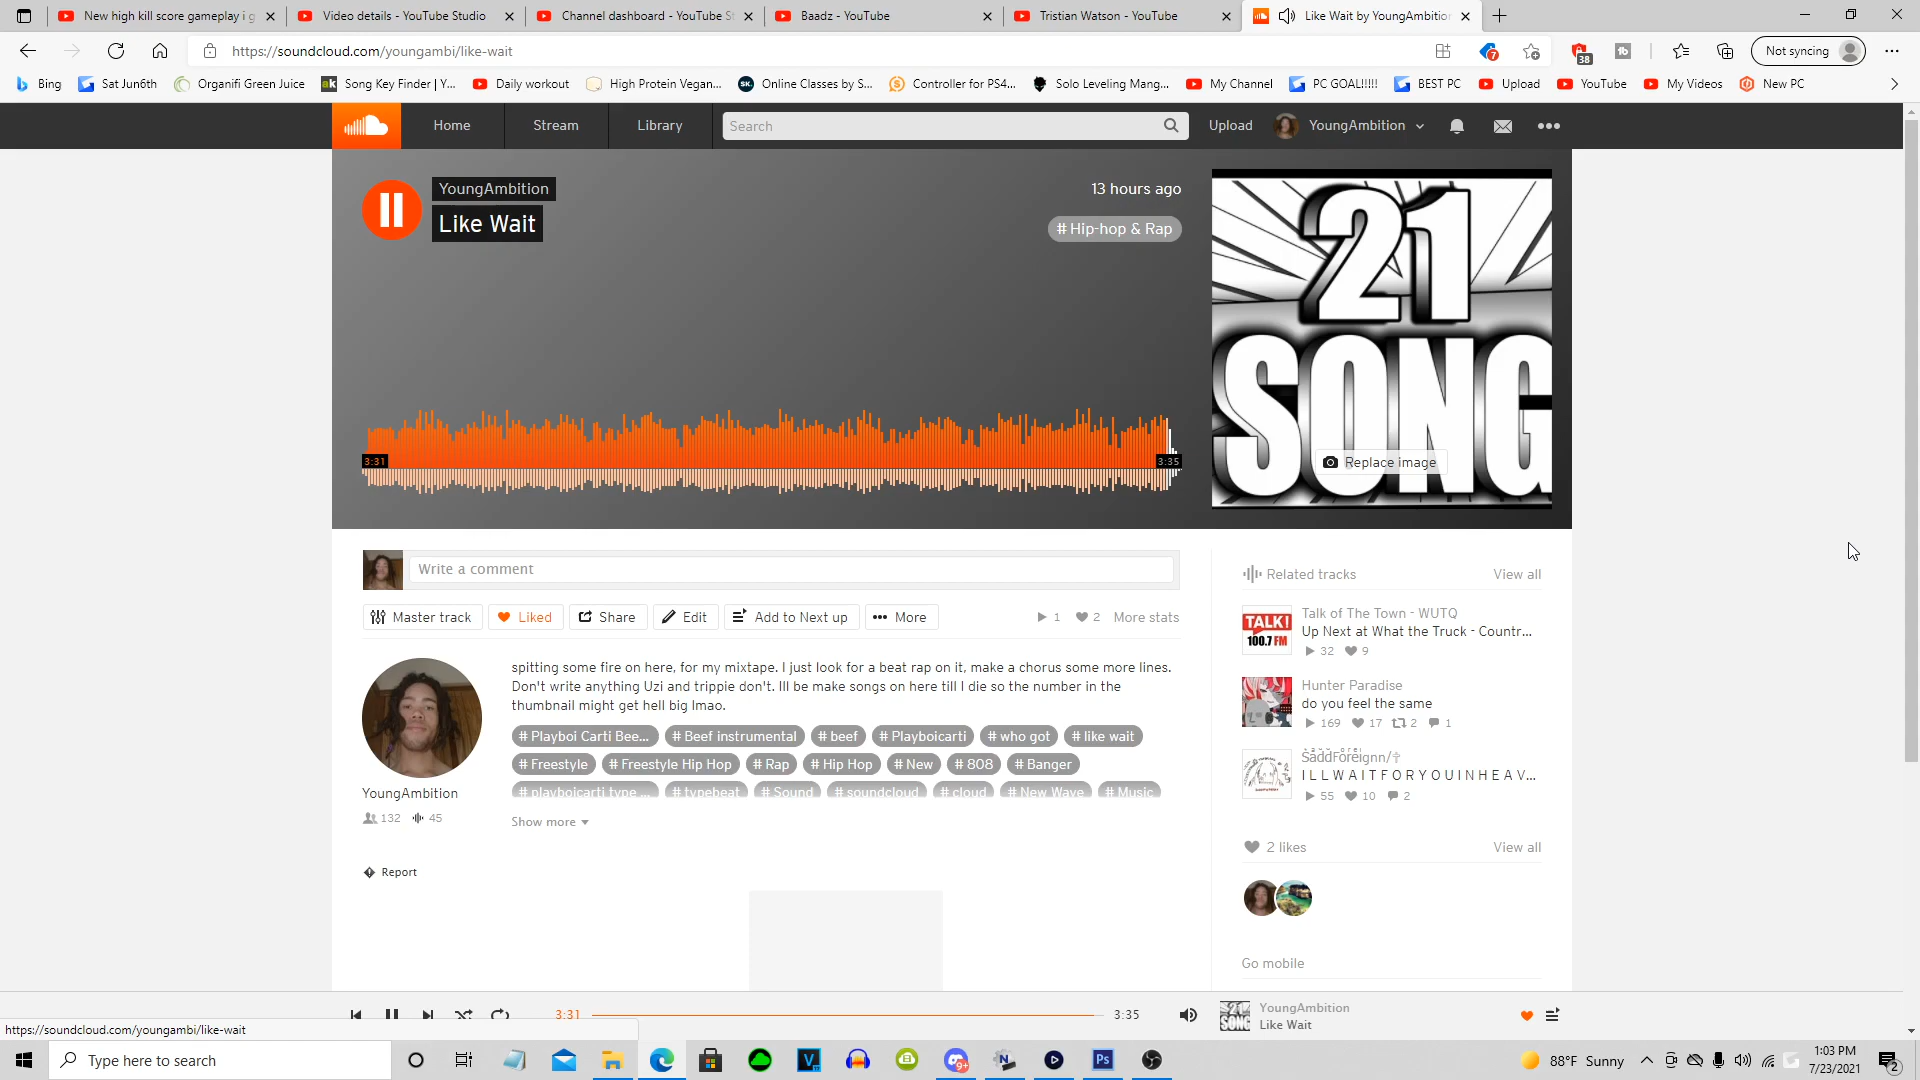 New high kill score gameplay i g
Video details - YouTube Studio
Channel dashboard - YouTube St
Baadz - YouTube
Tristian Watson - YouTube
Like Wait by YoungAmbition
https://soundcloud.com/youngambi/like-wait
7
38
Not syncing
Bing
Sat Jun6th
Organifi Green Juice
Song Key Finder | Y...
Daily workout
High Protein Vegan...
Online Classes by S...
Controller for PS4...
Solo Leveling Mang...
My Channel
PC GOAL!!!!!
BEST PC
Upload
YouTube
My Videos
New PC
Home
Stream
Library
Search
Upload
YoungAmbition
YoungAmbition
Like Wait
13 hours ago
# Hip-hop & Rap
21
SONG
Replace image
3:31
3:35
Write a comment
Master track
Liked
Share
Edit
Add to Next up
More
1
2
More stats
spitting some fire on here, for my mixtape. I just look for a beat rap on it, make a chorus some more lines.
Don't write anything Uzi and trippie don't. Ill be make songs on here till I die so the number in the
thumbnail might get hell big lmao.
# Playboi Carti Bee... # Beef instrumental # beef # Playboicarti # who got # like wait
# Freestyle # Freestyle Hip Hop # Rap # Hip Hop # New # 808 # Banger
# playboicarti type ... # typebeat # Sound # soundcloud # cloud # New Wave # Music
Show more
YoungAmbition
132 45
Report
Related tracks
View all
TALK!
100.7 FM
Talk of The Town - WUTQ
Up Next at What the Truck - Countr...
32 9
Hunter Paradise
do you feel the same
169 17 2 1
I L L W A I T F O R Y O U I N H E A V...
55 10 2
2 likes
View all
Go mobile
3:31
3:35
YoungAmbition
Like Wait
https://soundcloud.com/youngambi/like-wait
Type here to search
9+
Ps
88°F Sunny
1:03 PM
7/23/2021
2